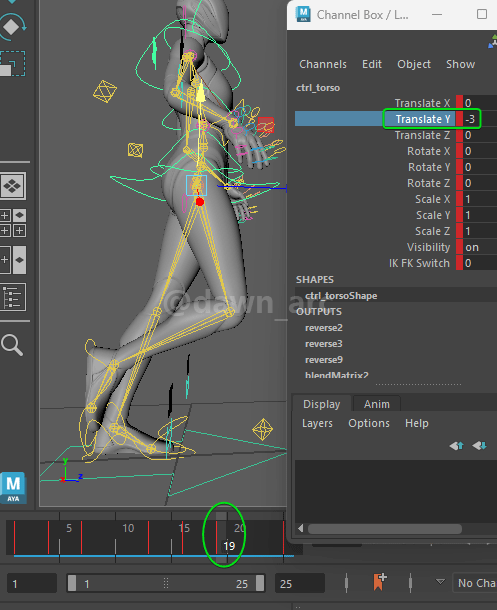 Channel Box / L...
Channels Edit Object Show
ctrl_torso
Translate X 0
Translate Y -3
Translate Z 0
Rotate X 0
Rotate Y 0
Rotate Z 0
Scale X 1
Scale Y 1
Scale Z 1
Visibility on
IK FK Switch 0
SHAPES
ctrl_torsoShape
OUTPUTS
reverse2
reverse3
reverse9
blendMatrix2
Display Anim
Layers Options Help
@dawn_ar
y
z
M
AYA
M
AYA
5 10 15 20
19
1 1 25 25 No Cha